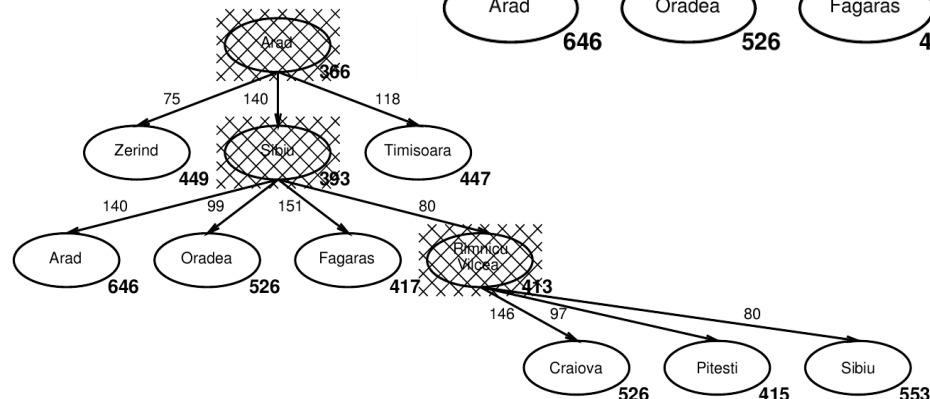 Arad
Oradea
Fagaras
646
526
4
Arad
366
75
140
118
Zerind
Sibiu
Timisoara
449
393
447
140
99
151
80
Arad
Oradea
Fagaras
Rimnicu
Vilcea
646
526
417
413
146
97
80
Craiova
Pitesti
Sibiu
526
415
553